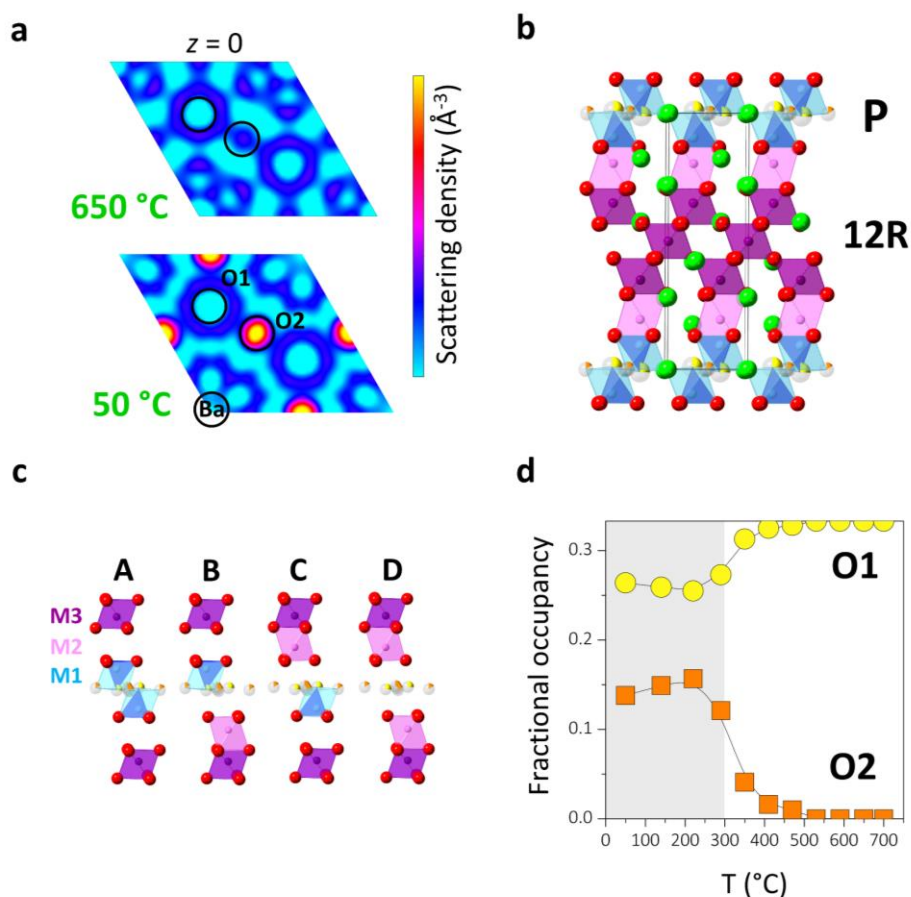 a
z = 0
650 °C
50 °C
O1
O2
Ba
Scattering density (Å⁻³)
b
P
12R
c
A B C D
M3
M2
M1
d
Fractional occupancy
0.3
0.2
0.1
0.0
O1
O2
0 100 200 300 400 500 600 700
T (°C)